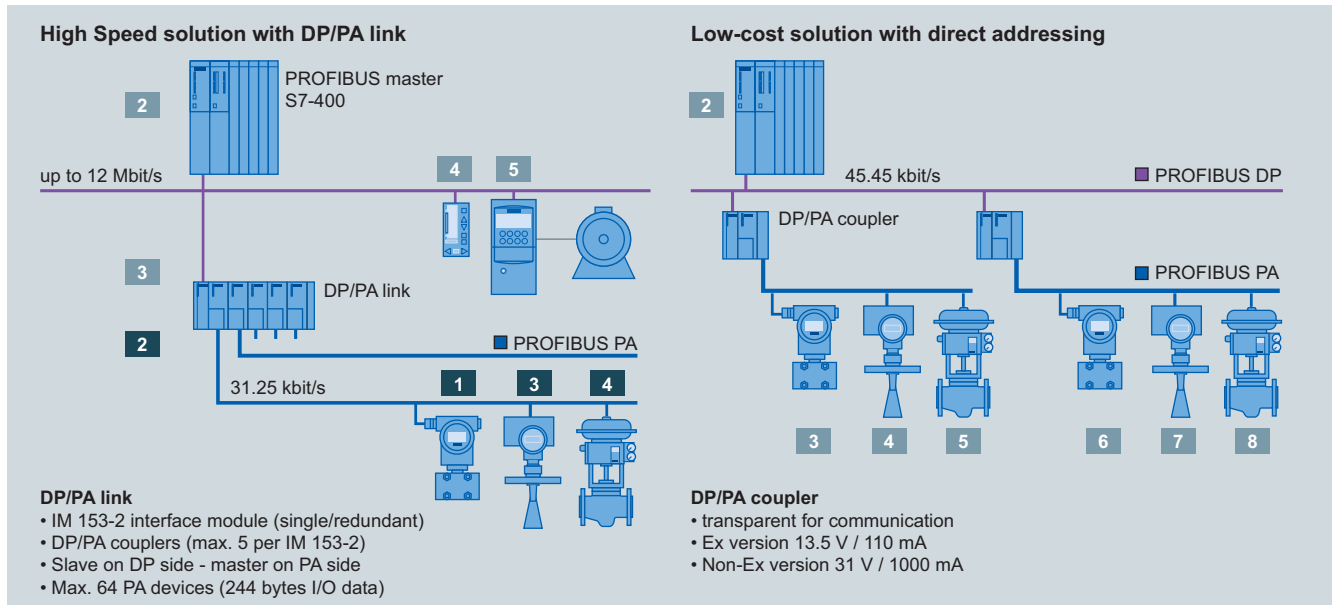 High Speed solution with DP/PA link
PROFIBUS master
S7-400
2
up to 12 Mbit/s
4
5
3
DP/PA link
2
PROFIBUS PA
31.25 kbit/s
1
3
4
DP/PA link
• IM 153-2 interface module (single/redundant)
• DP/PA couplers (max. 5 per IM 153-2)
• Slave on DP side - master on PA side
• Max. 64 PA devices (244 bytes I/O data)
Low-cost solution with direct addressing
2
45.45 kbit/s
PROFIBUS DP
DP/PA coupler
PROFIBUS PA
3
4
5
6
7
8
DP/PA coupler
• transparent for communication
• Ex version 13.5 V / 110 mA
• Non-Ex version 31 V / 1000 mA